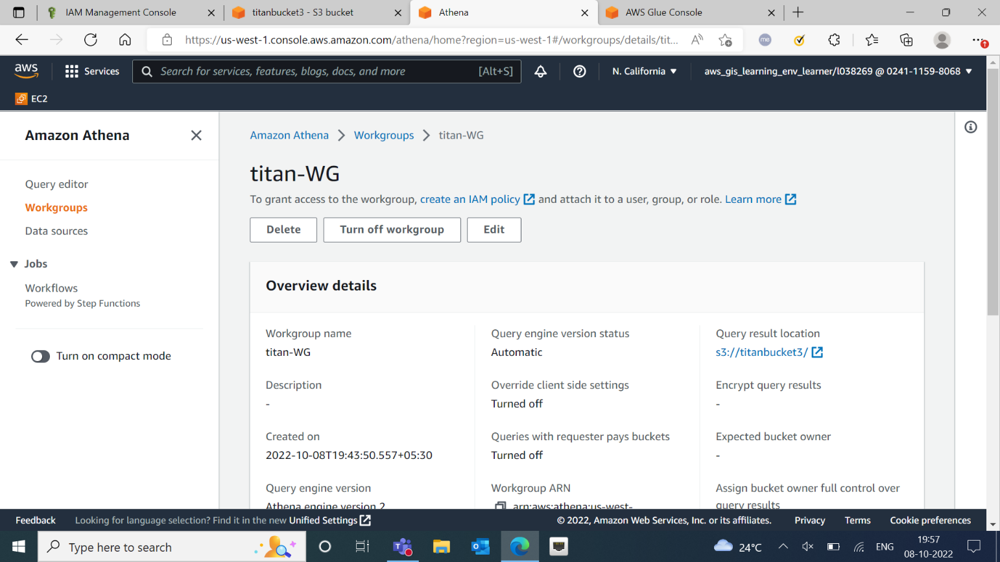 IAM Management Console
titanbucket3 - S3 bucket
Athena
AWS Glue Console
https://us-west-1.console.aws.amazon.com/athena/home?region=us-west-1#/workgroups/details/tit...
me
aws
Services
Search for services, features, blogs, docs, and more
[Alt+S]
N. California
aws_gis_learning_env_learner/l038269 @ 0241-1159-8068
EC2
Amazon Athena
Query editor
Workgroups
Data sources
Jobs
Workflows
Powered by Step Functions
Turn on compact mode
Amazon Athena > Workgroups > titan-WG
titan-WG
To grant access to the workgroup, create an IAM policy and attach it to a user, group, or role. Learn more
Delete
Turn off workgroup
Edit
Overview details
Workgroup name
titan-WG
Description
-
Created on
2022-10-08T19:43:50.557+05:30
Query engine version
Athena engine version 2
Query engine version status
Automatic
Override client side settings
Turned off
Queries with requester pays buckets
Turned off
Workgroup ARN
arn:aws:athena:us-west-
Query result location
s3://titanbucket3/
Encrypt query results
-
Expected bucket owner
-
Assign bucket owner full control over
query results
Feedback
Looking for language selection? Find it in the new Unified Settings
© 2022, Amazon Web Services, Inc. or its affiliates.
Privacy
Terms
Cookie preferences
Type here to search
24°C
ENG
19:57
08-10-2022